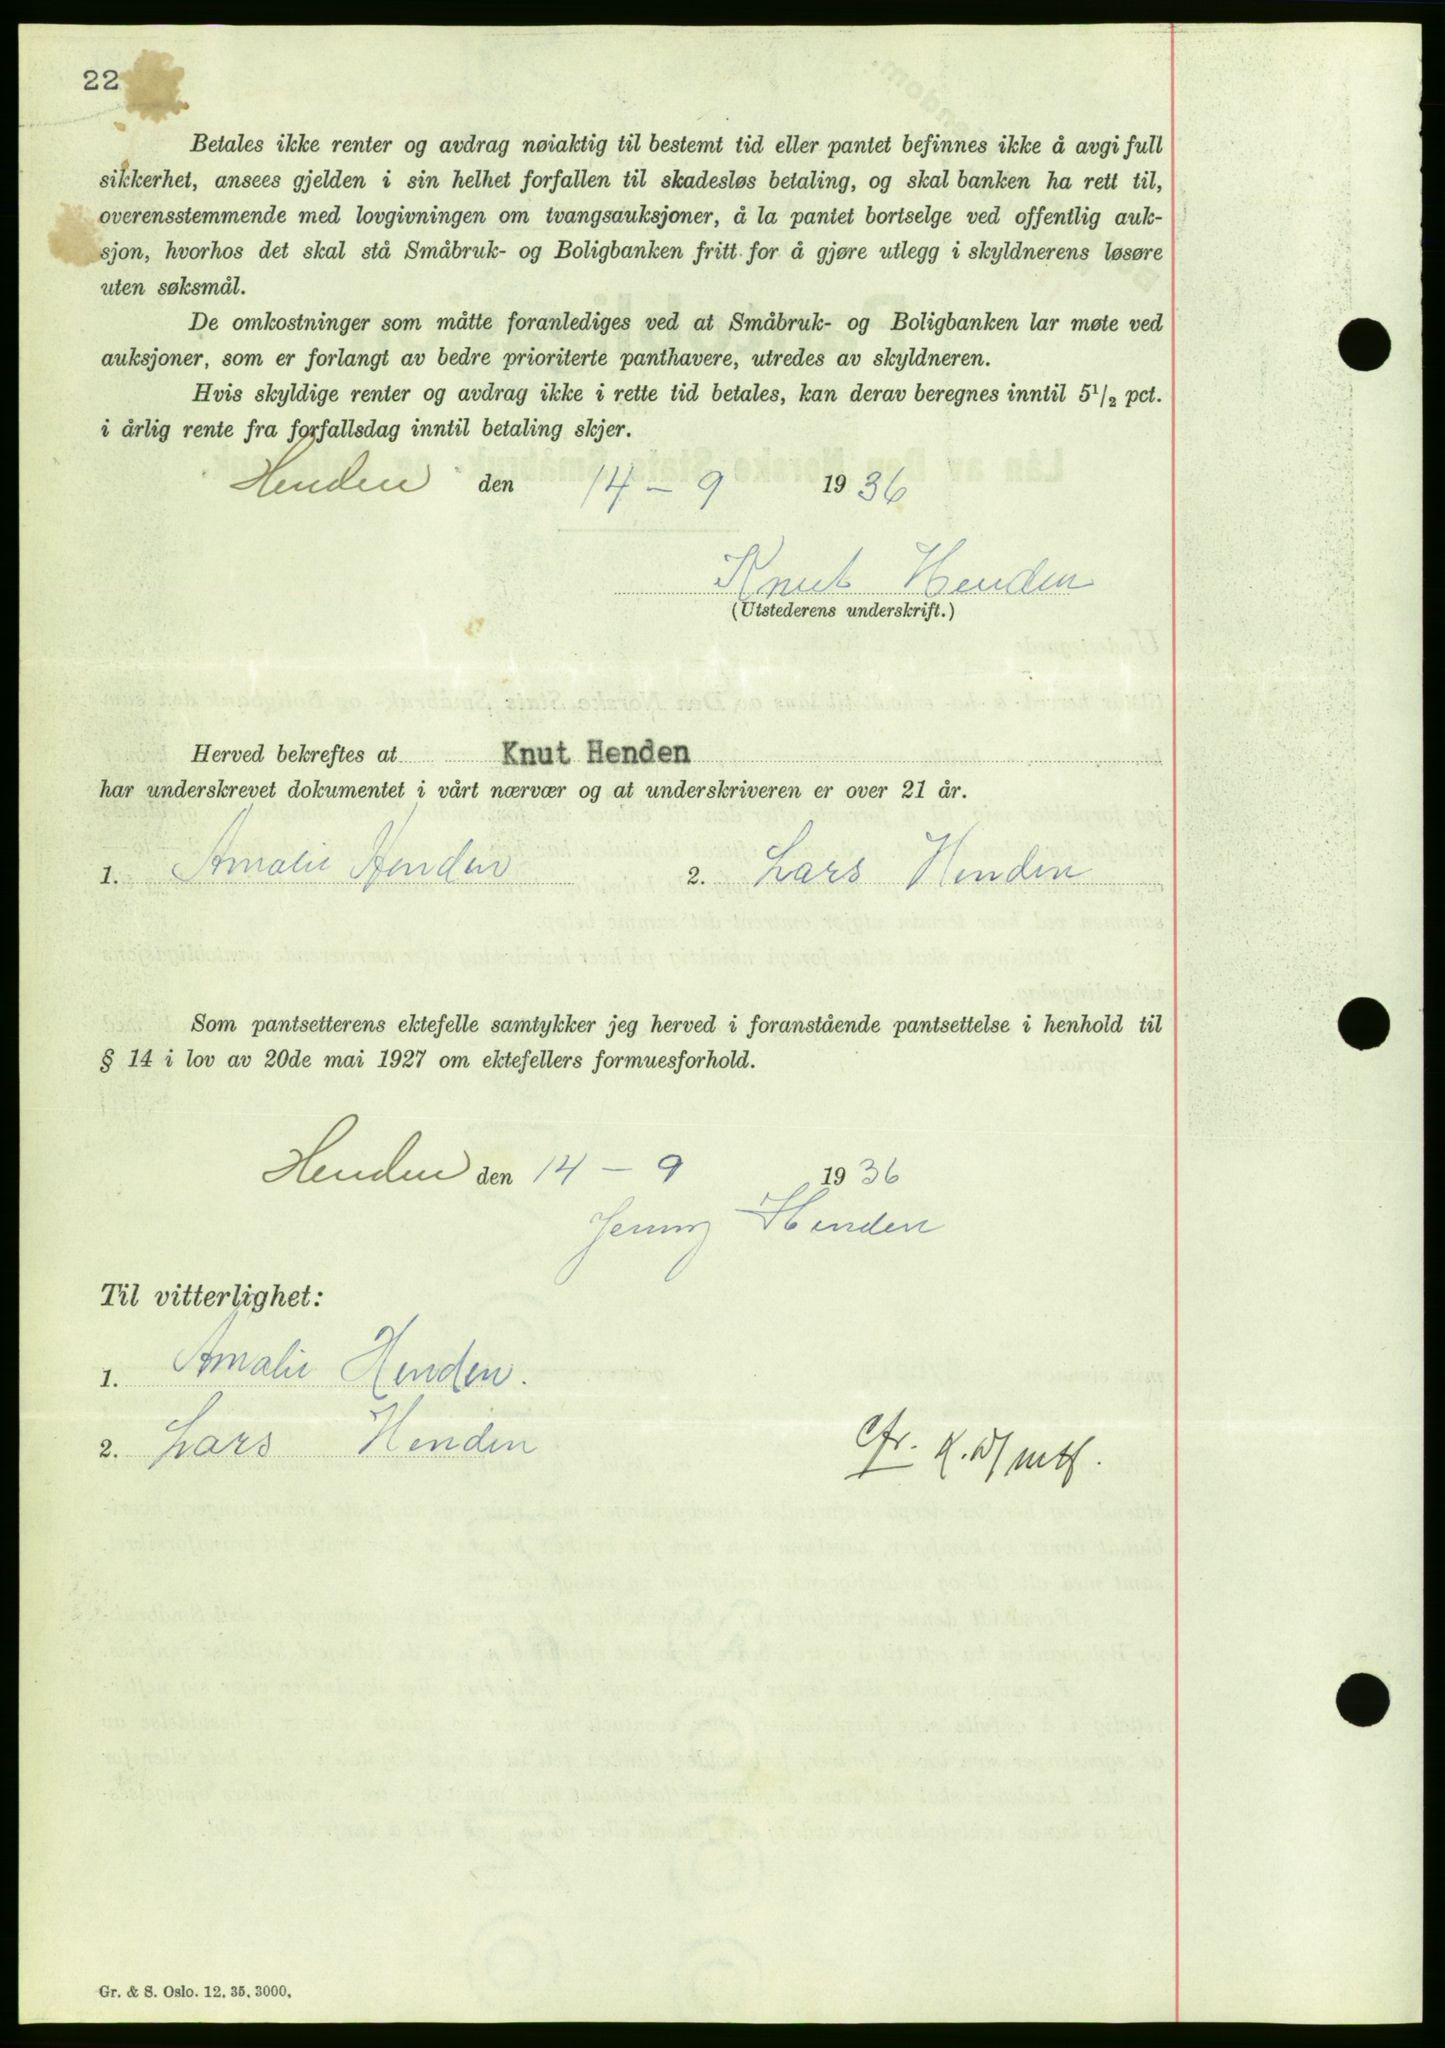 22
Betales ikke renter og avdrag nøiaktig til bestemt tid eller pantet befinnes ikke å avgi full
sikkerhet, ansees gjelden i sin helhet forfallen til skadesløs betaling, og skal banken ha rett til,
overensstemmende med lovgivningen om tvangsauksjoner, å la pantet bortselge ved offentlig auk-
sjon, hvorhos det skal stå Småbruk- og Boligbanken fritt for å gjøre utlegg i skyldnerens løsøre
uten søksmål.
De omkostninger som måtte foranlediges ved at Småbruk- og Boligbanken lar møte ved
auksjoner, som er forlangt av bedre prioriterte panthavere, utredes av skyldneren.
Hvis skyldige renter og avdrag ikke i rette tid betales, kan derav beregnes inntil 5 1/2 pct.
i årlig rente fra forfallsdag inntil betaling skjer.
Henden den 14 - 9 1936
Knut Henden
(Utstederens underskrift.)
Herved bekreftes at Knut Henden
har underskrevet dokumentet i vårt nærvær og at underskriveren er over 21 år.
1. Amalie Henden 2. Lars Henden
Som pantsetterens ektefelle samtykker jeg herved i foranstående pantsettelse i henhold til
§ 14 i lov av 20de mai 1927 om ektefellers formuesforhold.
Henden den 14 - 9 1936
Jenny Henden
Til vitterlighet:
1. Amalie Henden.
2. Lars Henden
Gr. & S. Oslo. 12. 35. 3000.